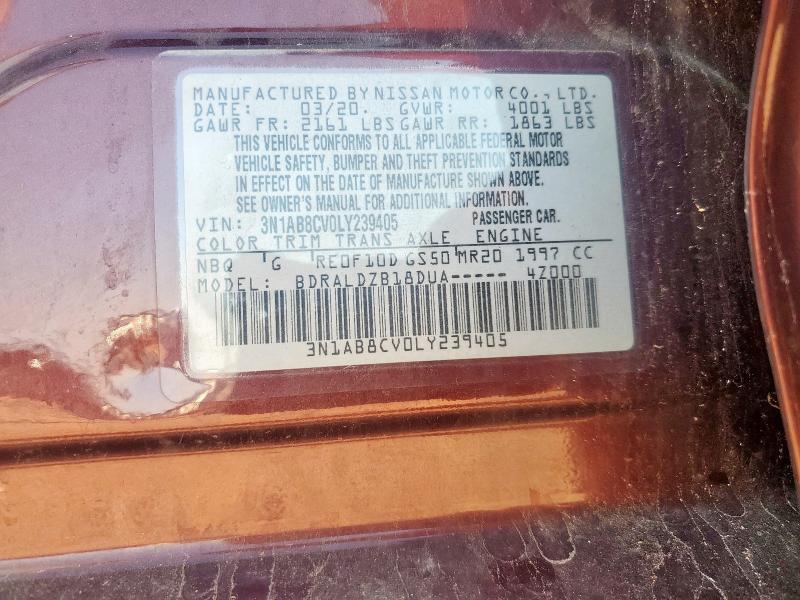 MANUFACTURED BY NISSAN MOTOR CO., LTD.
DATE: 03/20. GVWR: 4001 LBS
GAWR FR: 2161 LBS GAWR RR: 1863 LBS
THIS VEHICLE CONFORMS TO ALL APPLICABLE FEDERAL MOTOR
VEHICLE SAFETY, BUMPER AND THEFT PREVENTION STANDARDS
IN EFFECT ON THE DATE OF MANUFACTURE SHOWN ABOVE.
SEE OWNER'S MANUAL FOR ADDITIONAL INFORMATION.
VIN: 3N1AB8CV0LY239405 PASSENGER CAR.
COLOR TRIM TRANS AXLE ENGINE
NBQ 'G 'RE0F10D GS50'MR20 1997 CC
MODEL: BDRALDZB18DUA----- 4Z000
3N1AB8CV0LY239405